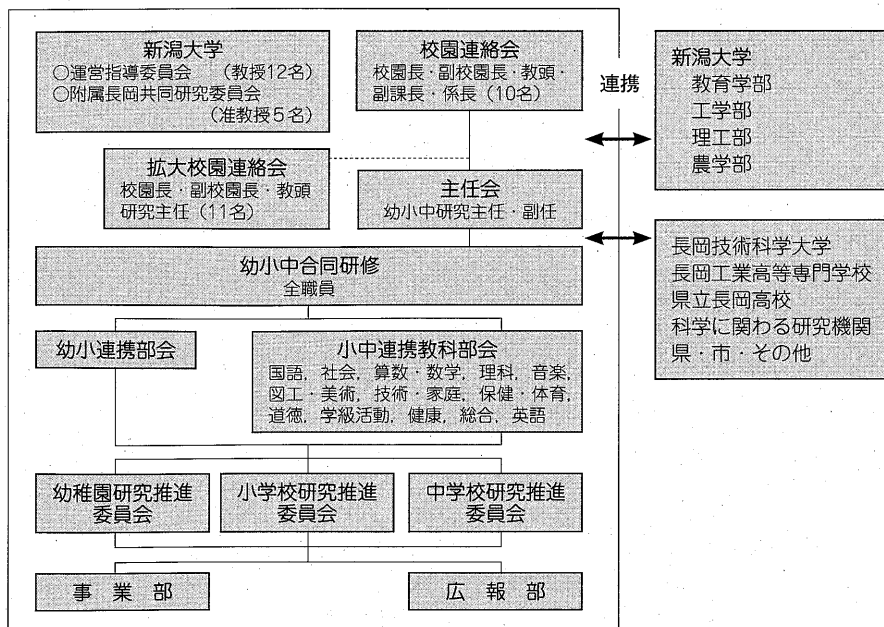 新潟大学
○運営指導委員会 (教授12名)
○附属長岡共同研究委員会
(准教授5名)
校園連絡会
校園長・副校園長・教頭・
副課長・係長(10名)
連携
新潟大学
教育学部
工学部
理工部
農学部
拡大校園連絡会
校園長・副校園長・教頭
研究主任(11名)
主任会
幼小中研究主任・副任
幼小中合同研修
全職員
長岡技術科学大学
長岡工業高等専門学校
県立長岡高校
科学に関わる研究機関
県・市・その他
幼小連携部会
小中連携教科部会
国語,社会,算数・数学,理科,音楽,
図工・美術,技術・家庭,保健・体育,
道徳,学級活動,健康,総合,英語
幼稚園研究推進
委員会
小学校研究推進
委員会
中学校研究推進
委員会
事業部
広報部